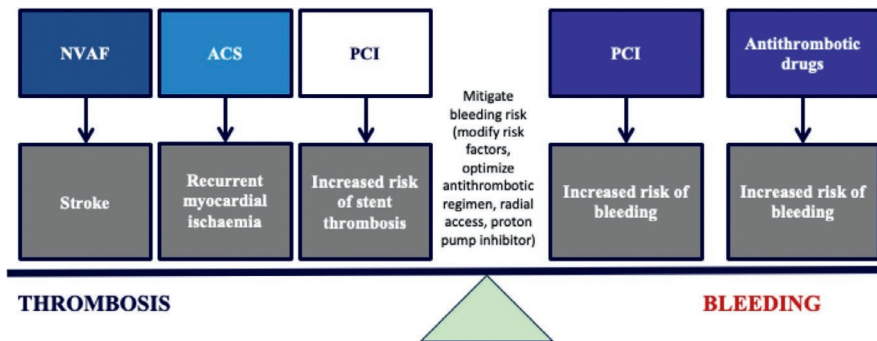 NVAF
ACS
PCI
PCI
Antithrombotic
drugs
Mitigate
bleeding risk
(modify risk
factors,
optimize
antithrombotic
regimen, radial
access, proton
pump inhibitor)
Stroke
Recurrent
myocardial
ischaemia
Increased risk
of stent
thrombosis
Increased risk of
bleeding
Increased risk of
bleeding
THROMBOSIS
BLEEDING